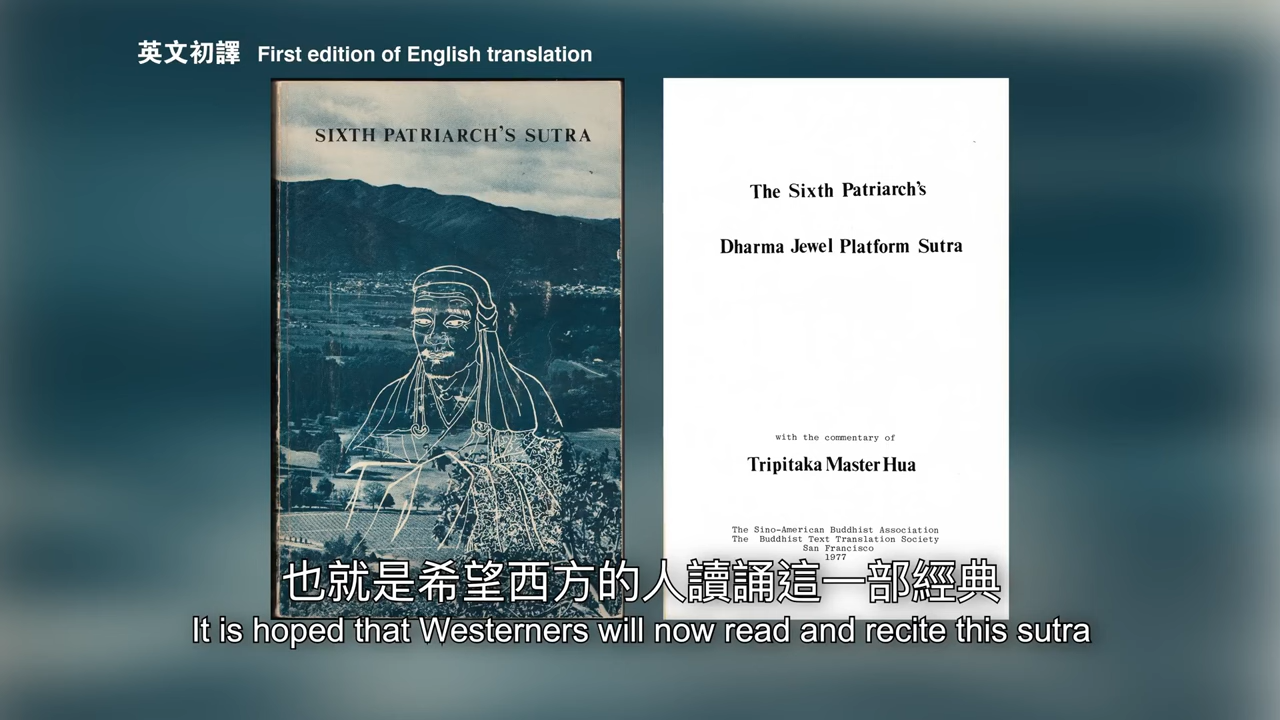 英文初譯 First edition of English translation
SIXTH PATRIARCH'S SUTRA
The Sixth Patriarch's
Dharma Jewel Platform Sutra
with the commentary of
Tripitaka Master Hua
The Sino-American Buddhist Association
The Buddhist Text Translation Society
San Francisco
1977
也就是希望西方的人讀誦這一部經典
It is hoped that Westerners will now read and recite this sutra